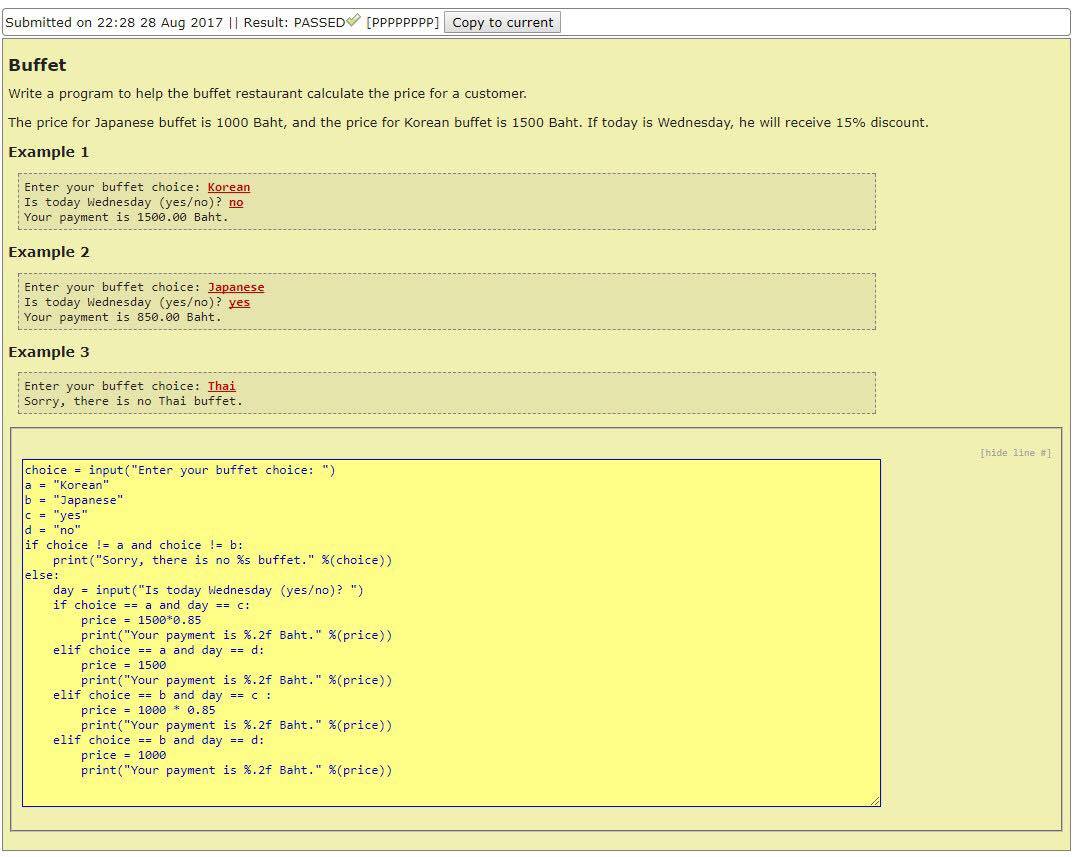 Submitted on 22:28 28 Aug 2017 || Result: PASSED [PPPPPPPP] Copy to current
Buffet
Write a program to help the buffet restaurant calculate the price for a customer.
The price for Japanese buffet is 1000 Baht, and the price for Korean buffet is 1500 Baht. If today is Wednesday, he will receive 15% discount.
Example 1
Enter your buffet choice: Korean
Is today Wednesday (yes/no)? no
Your payment is 1500.00 Baht.
Example 2
Enter your buffet choice: Japanese
Is today Wednesday (yes/no)? yes
Your payment is 850.00 Baht.
Example 3
Enter your buffet choice: Thai
Sorry, there is no Thai buffet.
[hide line #]
choice = input("Enter your buffet choice: ")
a = "Korean"
b = "Japanese"
c = "yes"
d = "no"
if choice != a and choice != b:
    print("Sorry, there is no %s buffet." %(choice))
else:
    day = input("Is today Wednesday (yes/no)? ")
    if choice == a and day == c:
        price = 1500*0.85
        print("Your payment is %.2f Baht." %(price))
    elif choice == a and day == d:
        price = 1500
        print("Your payment is %.2f Baht." %(price))
    elif choice == b and day == c :
        price = 1000 * 0.85
        print("Your payment is %.2f Baht." %(price))
    elif choice == b and day == d:
        price = 1000
        print("Your payment is %.2f Baht." %(price))